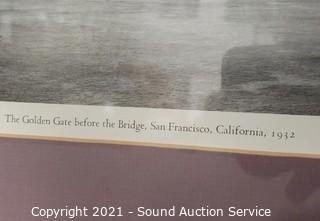 The Golden Gate before the Bridge, San Francisco, California, 1932
Copyright 2021 - Sound Auction Service